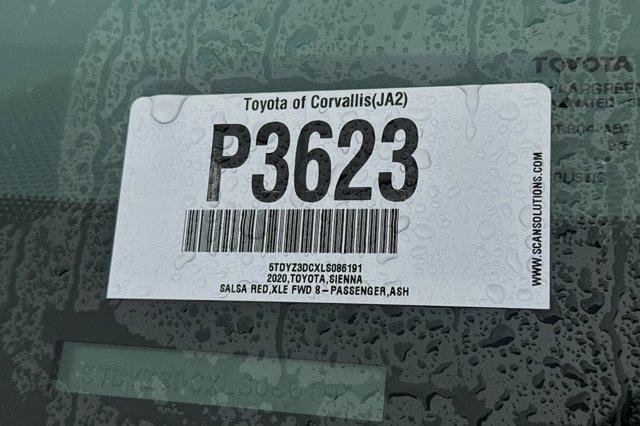 Toyota of Corvallis(JA2)
P3623
5TDYZ3DCXLS086191
2020,TOYOTA,SIENNA
SALSA RED,XLE FWD 8-PASSENGER,ASH
WWW.SCANSOLUTIONS.COM
TOYOTA
5TDYZ3DCXLS086191